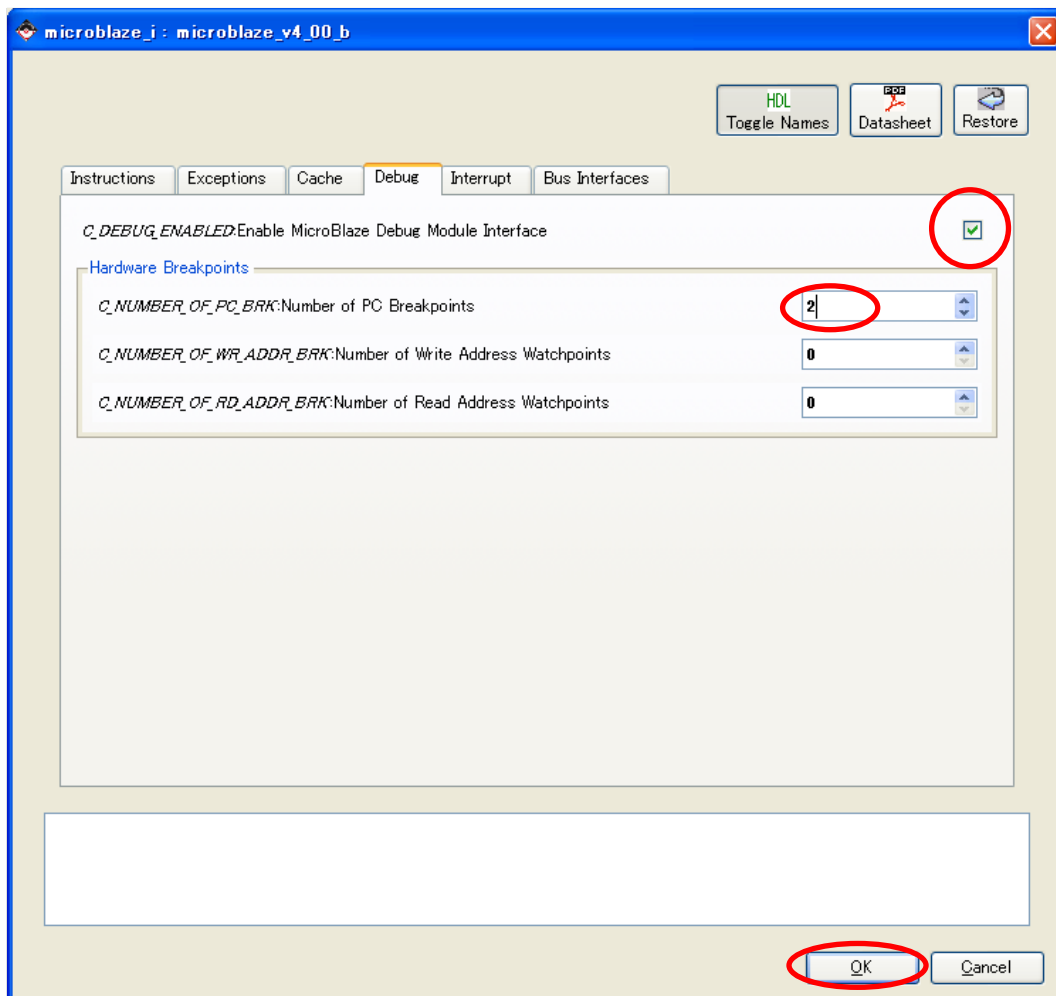 microblaze_i : microblaze_v4_00_b
HDL
Toggle Names
PDF
Datasheet
Restore
Instructions Exceptions Cache Debug Interrupt Bus Interfaces
C_DEBUG_ENABLED:Enable MicroBlaze Debug Module Interface
Hardware Breakpoints
C_NUMBER_OF_PC_BRK:Number of PC Breakpoints 2
C_NUMBER_OF_WR_ADDR_BRK:Number of Write Address Watchpoints 0
C_NUMBER_OF_RD_ADDR_BRK:Number of Read Address Watchpoints 0
OK Cancel